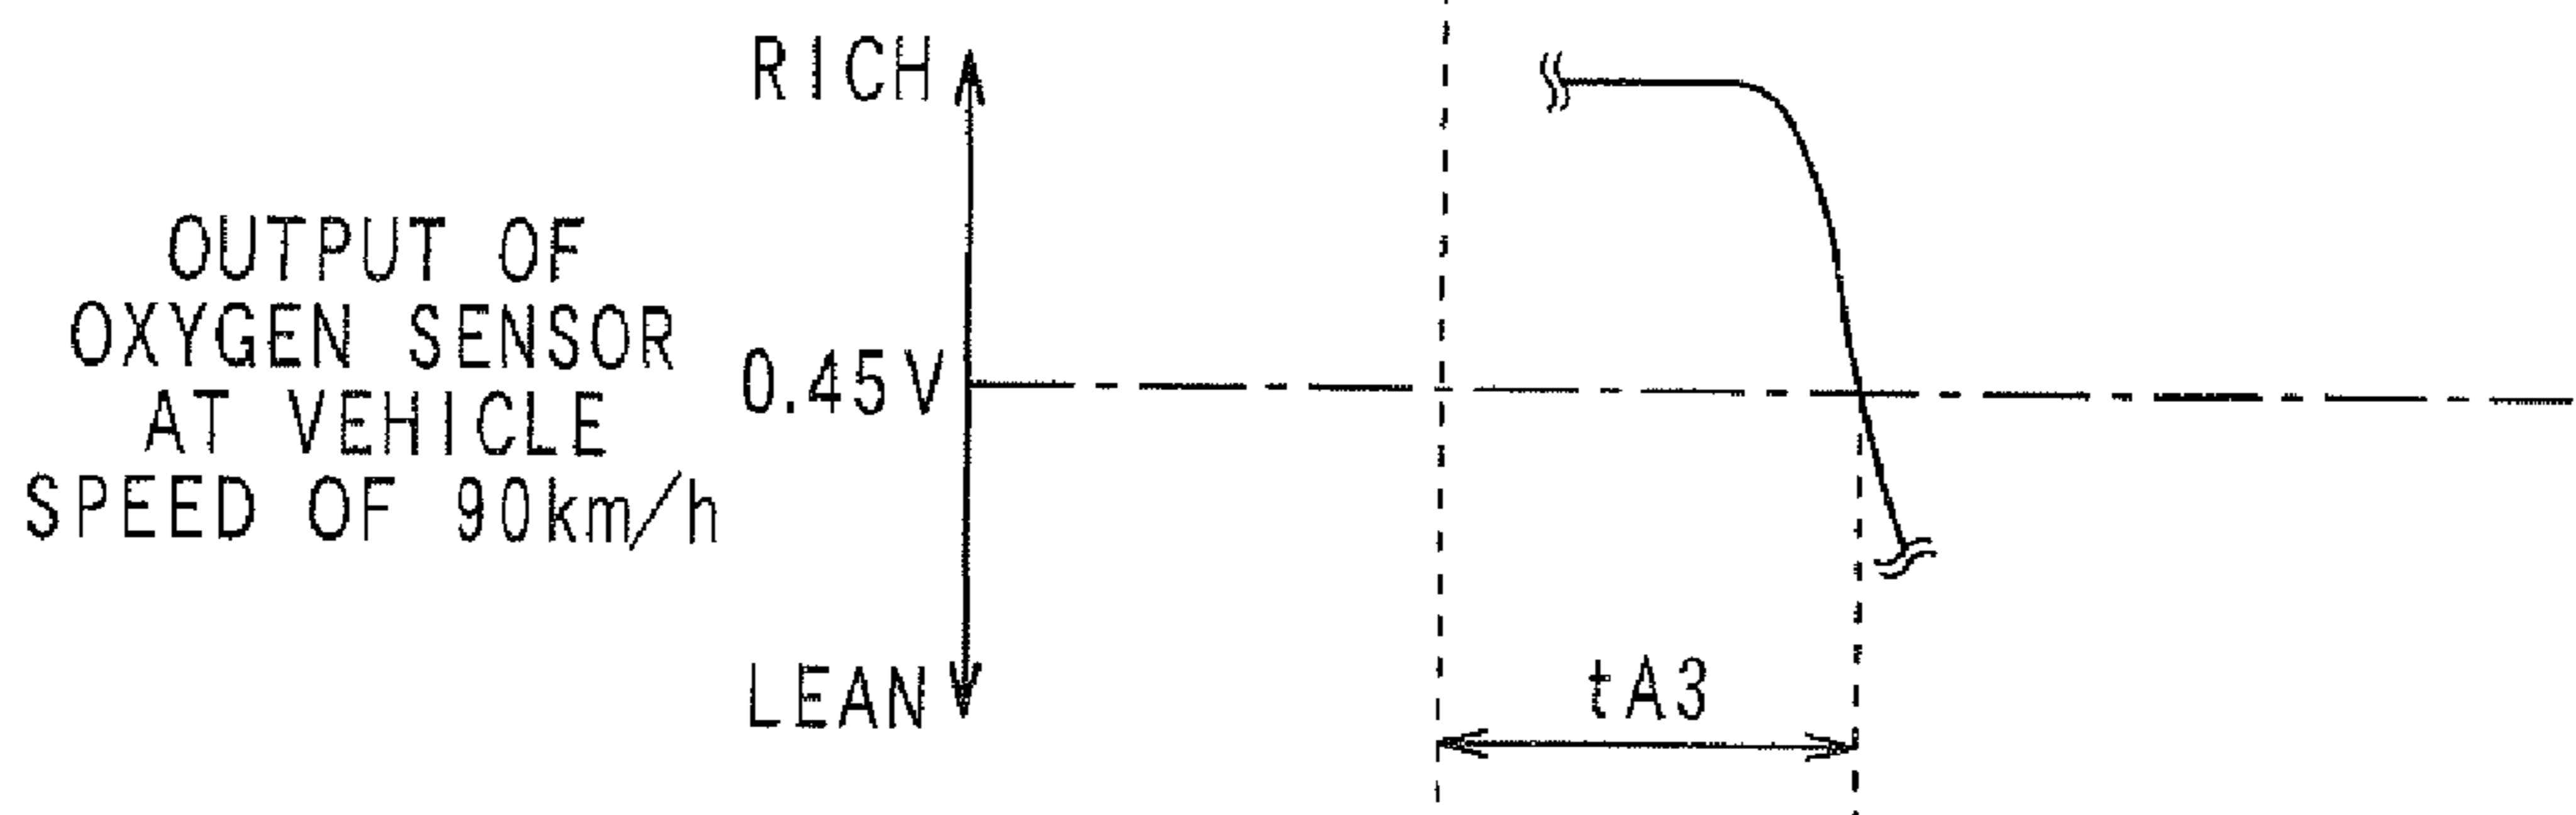 RICH
OUTPUT OF
OXYGEN SENSOR
AT VEHICLE
SPEED OF 90km/h
0.45V
LEAN
tA3